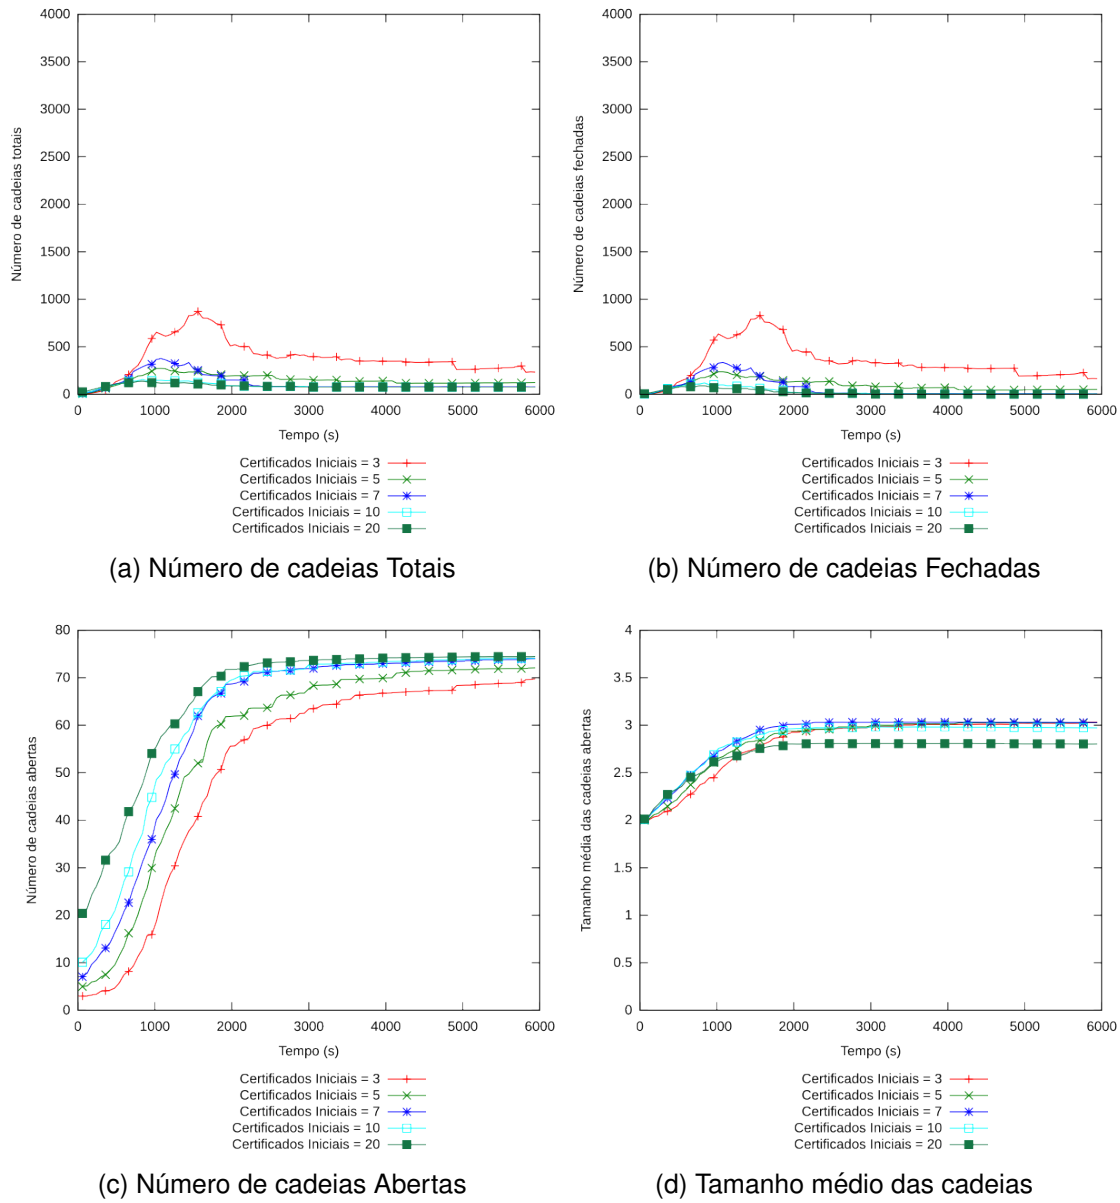 4000
3500
3000
2500
2000
1500
1000
500
0
Número de cadeias totais
0 1000 2000 3000 4000 5000 6000
Tempo (s)
Certificados Iniciais = 3
Certificados Iniciais = 5
Certificados Iniciais = 7
Certificados Iniciais = 10
Certificados Iniciais = 20
(a) Número de cadeias Totais
4000
3500
3000
2500
2000
1500
1000
500
0
Número de cadeias fechadas
0 1000 2000 3000 4000 5000 6000
Tempo (s)
Certificados Iniciais = 3
Certificados Iniciais = 5
Certificados Iniciais = 7
Certificados Iniciais = 10
Certificados Iniciais = 20
(b) Número de cadeias Fechadas
80
70
60
50
40
30
20
10
0
Número de cadeias abertas
0 1000 2000 3000 4000 5000 6000
Tempo (s)
Certificados Iniciais = 3
Certificados Iniciais = 5
Certificados Iniciais = 7
Certificados Iniciais = 10
Certificados Iniciais = 20
(c) Número de cadeias Abertas
4
3.5
3
2.5
2
1.5
1
0.5
0
Tamanho média das cadeias abertas
0 1000 2000 3000 4000 5000 6000
Tempo (s)
Certificados Iniciais = 3
Certificados Iniciais = 5
Certificados Iniciais = 7
Certificados Iniciais = 10
Certificados Iniciais = 20
(d) Tamanho médio das cadeias